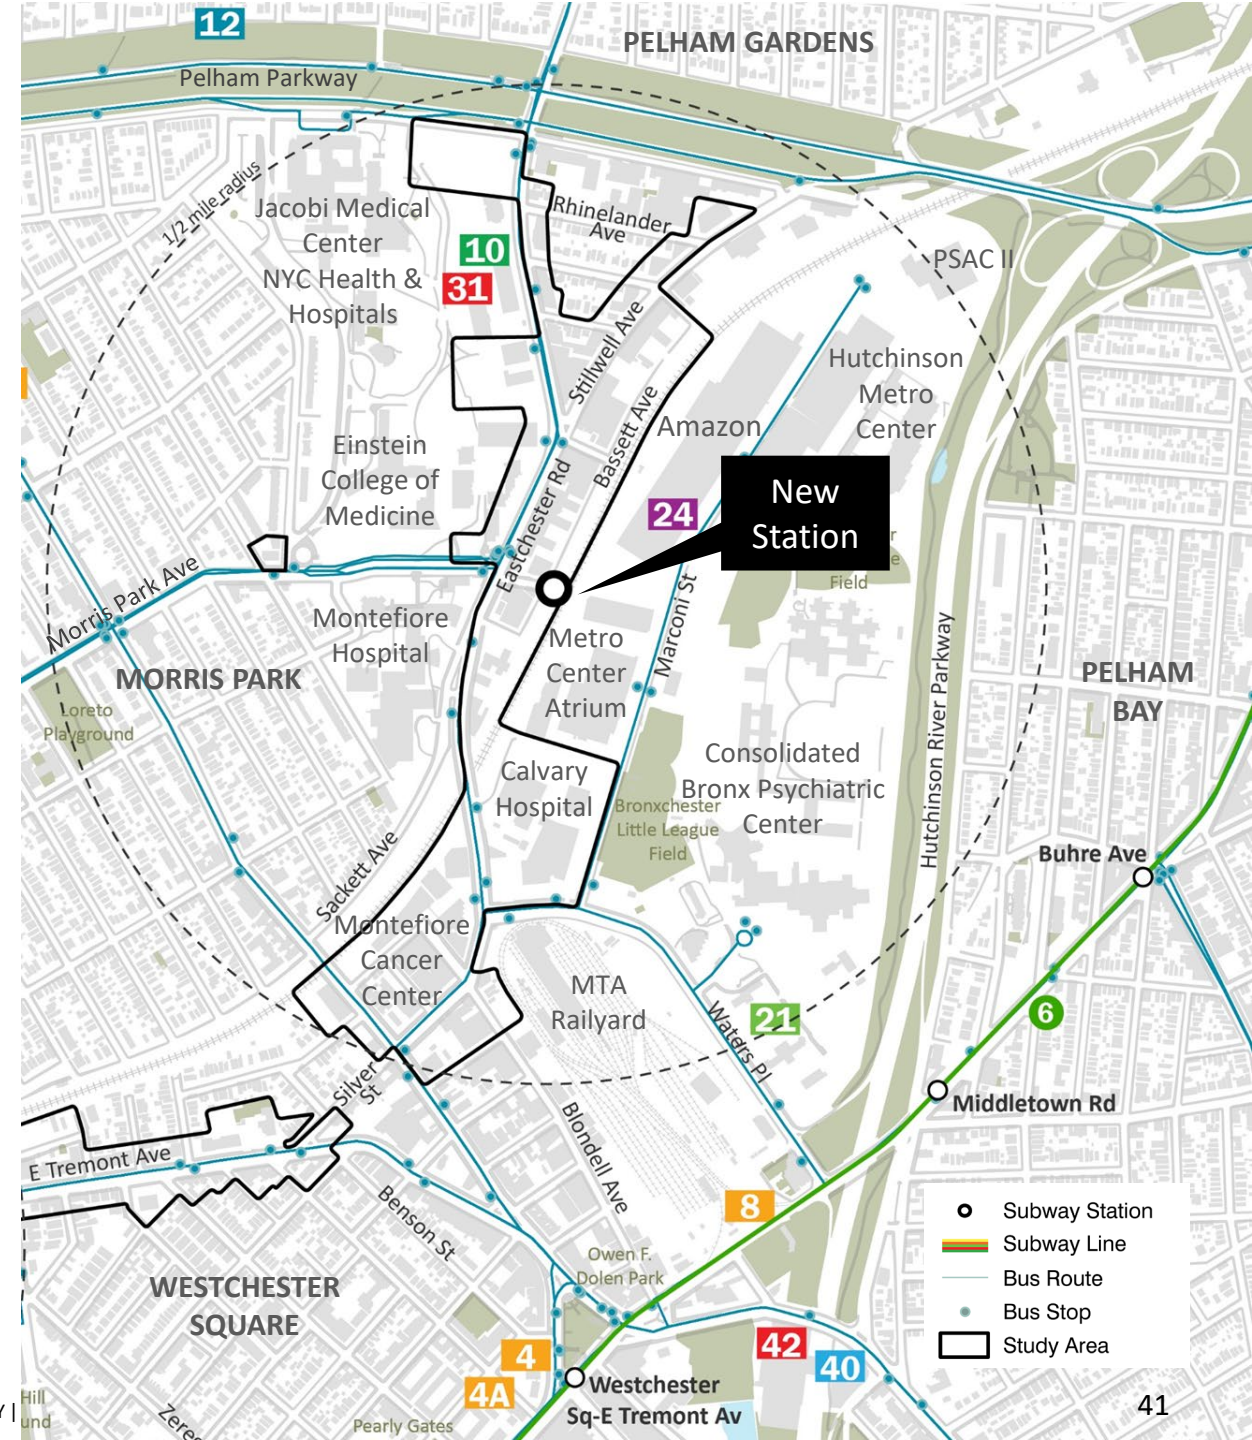 12
PELHAM GARDENS
Pelham Parkway
1/2 mile radius
Jacobi Medical
Center
NYC Health &
Hospitals
10
31
Rhinelander
Ave
PSAC II
Stillwell Ave
Hutchinson
Metro
Center
Bassett Ave
Amazon
Einstein
College of
Medicine
Eastchester Rd
24
New
Station
Field
Morris Park Ave
Montefiore
Hospital
Metro
Center
Atrium
Marconi St
MORRIS PARK
Loreto
Playground
Hutchinson River Parkway
PELHAM
BAY
Consolidated
Bronx Psychiatric
Center
Calvary
Hospital
Bronxchester
Little League
Field
Sackett Ave
Buhre Ave
Montefiore
Cancer
Center
MTA
Railyard
21
6
Waters Pl
Silver
St
Middletown Rd
E Tremont Ave
Blondell Ave
Benson St
8
Owen F.
Dolen Park
WESTCHESTER
SQUARE
4
4A
42
40
Westchester
Sq-E Tremont Av
Pearly Gates
Subway Station
Subway Line
Bus Route
Bus Stop
Study Area
41
Hill
und
Y |